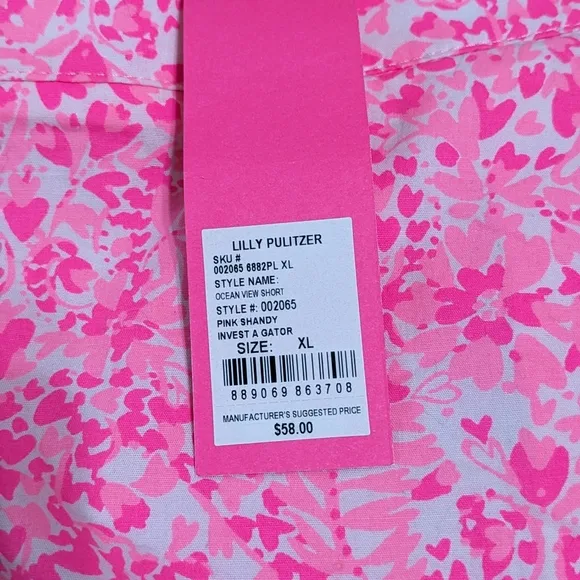 LILLY PULITZER
SKU #
002065 6882PL XL
STYLE NAME:
OCEAN VIEW SHORT
STYLE #: 002065
PINK SHANDY
INVEST A GATOR
SIZE: XL
889069 863708
MANUFACTURER'S SUGGESTED PRICE
$58.00